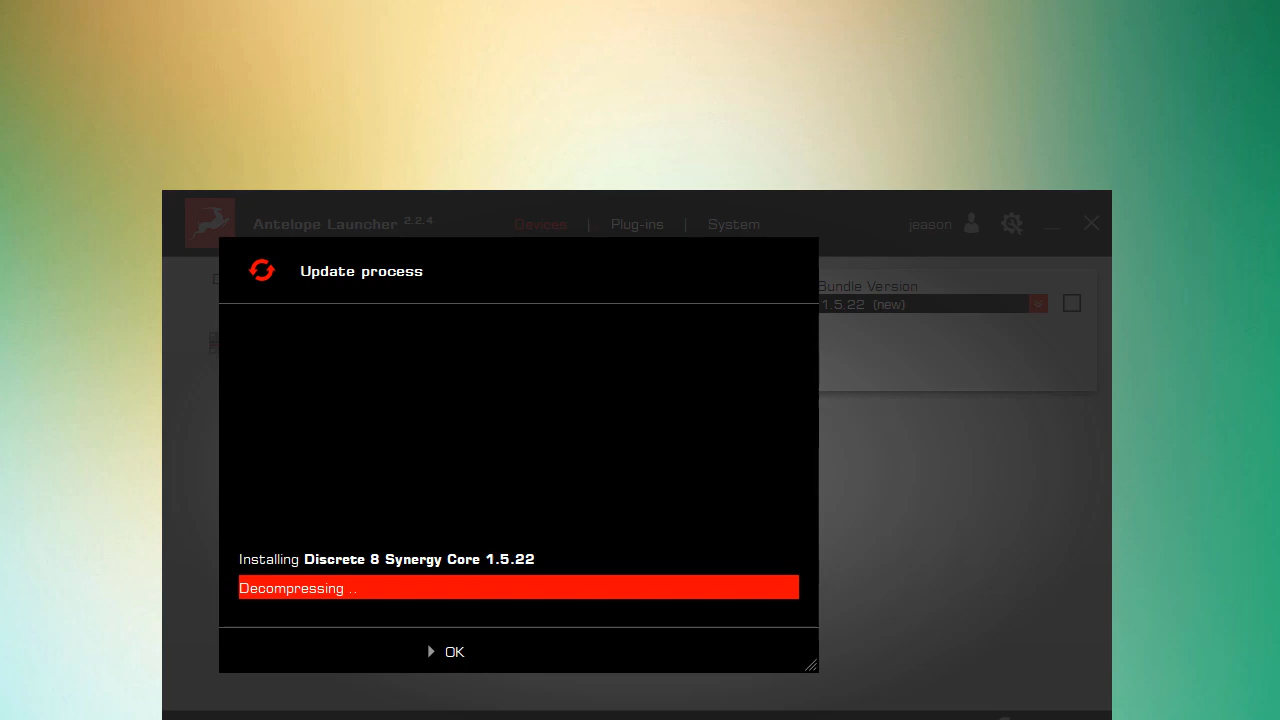 Antelope Launcher 2.2.4
Devices | Plug-ins | System
jeason
Update process
Bundle Version
1.5.22 (new)
Installing Discrete 8 Synergy Core 1.5.22
Decompressing ..
OK